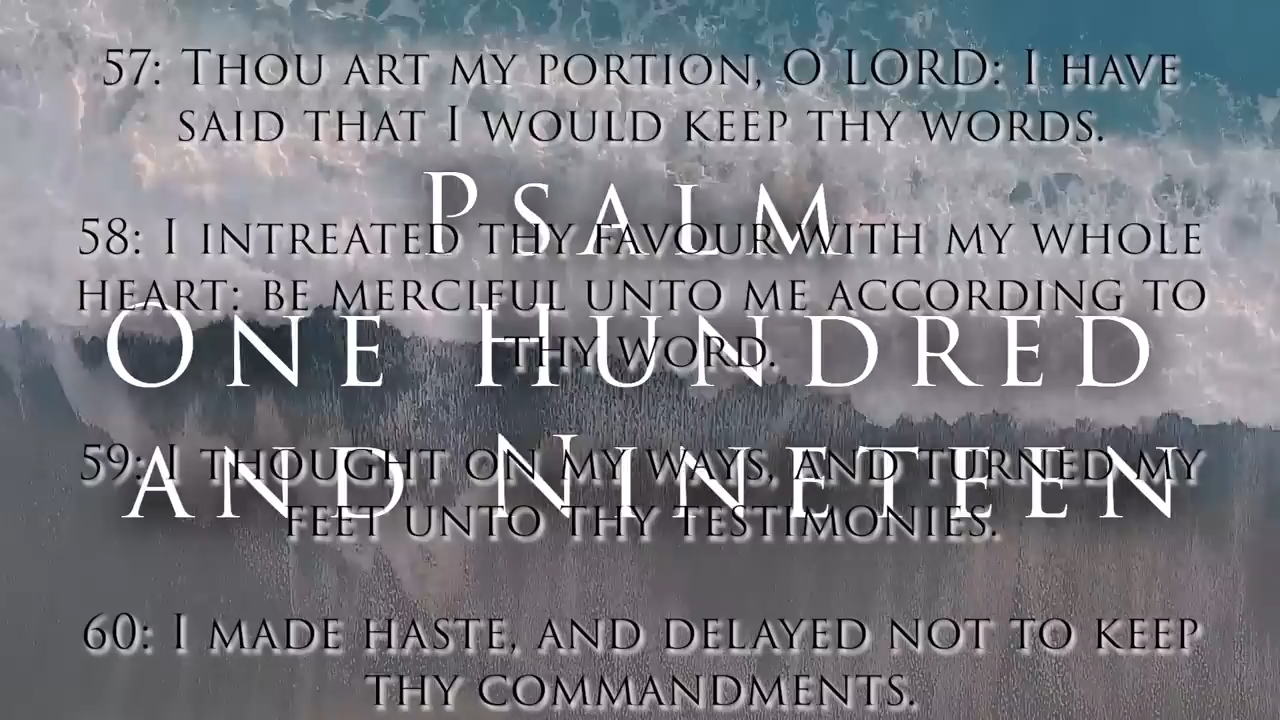 57: Thou art my portion, O LORD: I have
said that I would keep thy words.
Psalm
58: I intreated thy favour with my whole
heart: be merciful unto me according to
One Hundred
thy word.
59: I thought on my ways, and turned my
and Nineteen
feet unto thy testimonies.
60: I made haste, and delayed not to keep
thy commandments.